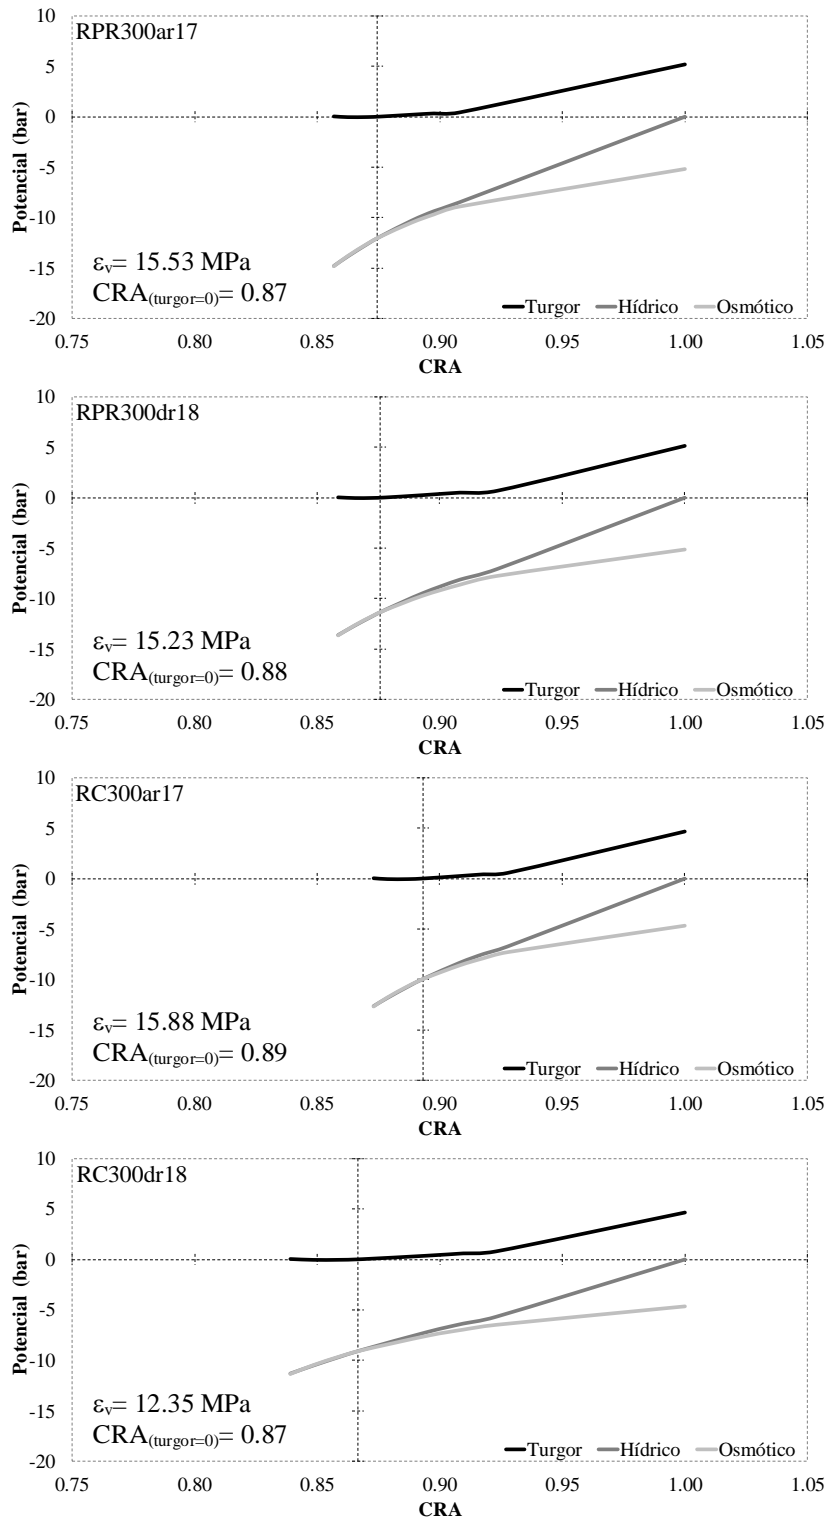 RPR300ar17
10
5
0
-5
-10
-15
-20
Potencial (bar)
εv= 15.53 MPa
CRA(turgor=0)= 0.87
Turgor Hídrico Osmótico
0.75 0.80 0.85 0.90 0.95 1.00 1.05
CRA
RPR300dr18
10
5
0
-5
-10
-15
-20
Potencial (bar)
εv= 15.23 MPa
CRA(turgor=0)= 0.88
Turgor Hídrico Osmótico
0.75 0.80 0.85 0.90 0.95 1.00 1.05
CRA
RC300ar17
10
5
0
-5
-10
-15
-20
Potencial (bar)
εv= 15.88 MPa
CRA(turgor=0)= 0.89
Turgor Hídrico Osmótico
0.75 0.80 0.85 0.90 0.95 1.00 1.05
CRA
RC300dr18
10
5
0
-5
-10
-15
-20
Potencial (bar)
εv= 12.35 MPa
CRA(turgor=0)= 0.87
Turgor Hídrico Osmótico
0.75 0.80 0.85 0.90 0.95 1.00 1.05
CRA